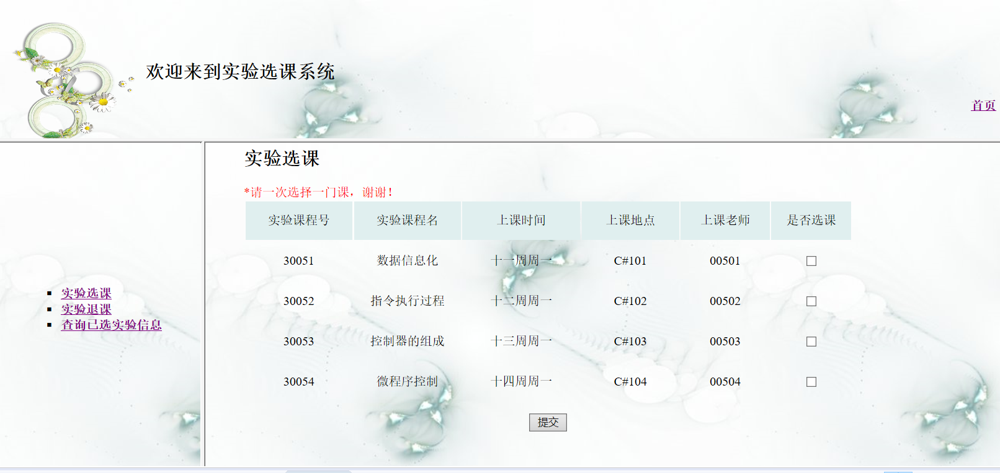 欢迎来到实验选课系统
首页
实验选课
实验退课
查询已选实验信息
实验选课
*请一次选择一门课，谢谢！
实验课程号 实验课程名 上课时间 上课地点 上课老师 是否选课
30051 数据信息化 十一周周一 C#101 00501
30052 指令执行过程 十二周周一 C#102 00502
30053 控制器的组成 十三周周一 C#103 00503
30054 微程序控制 十四周周一 C#104 00504
提交